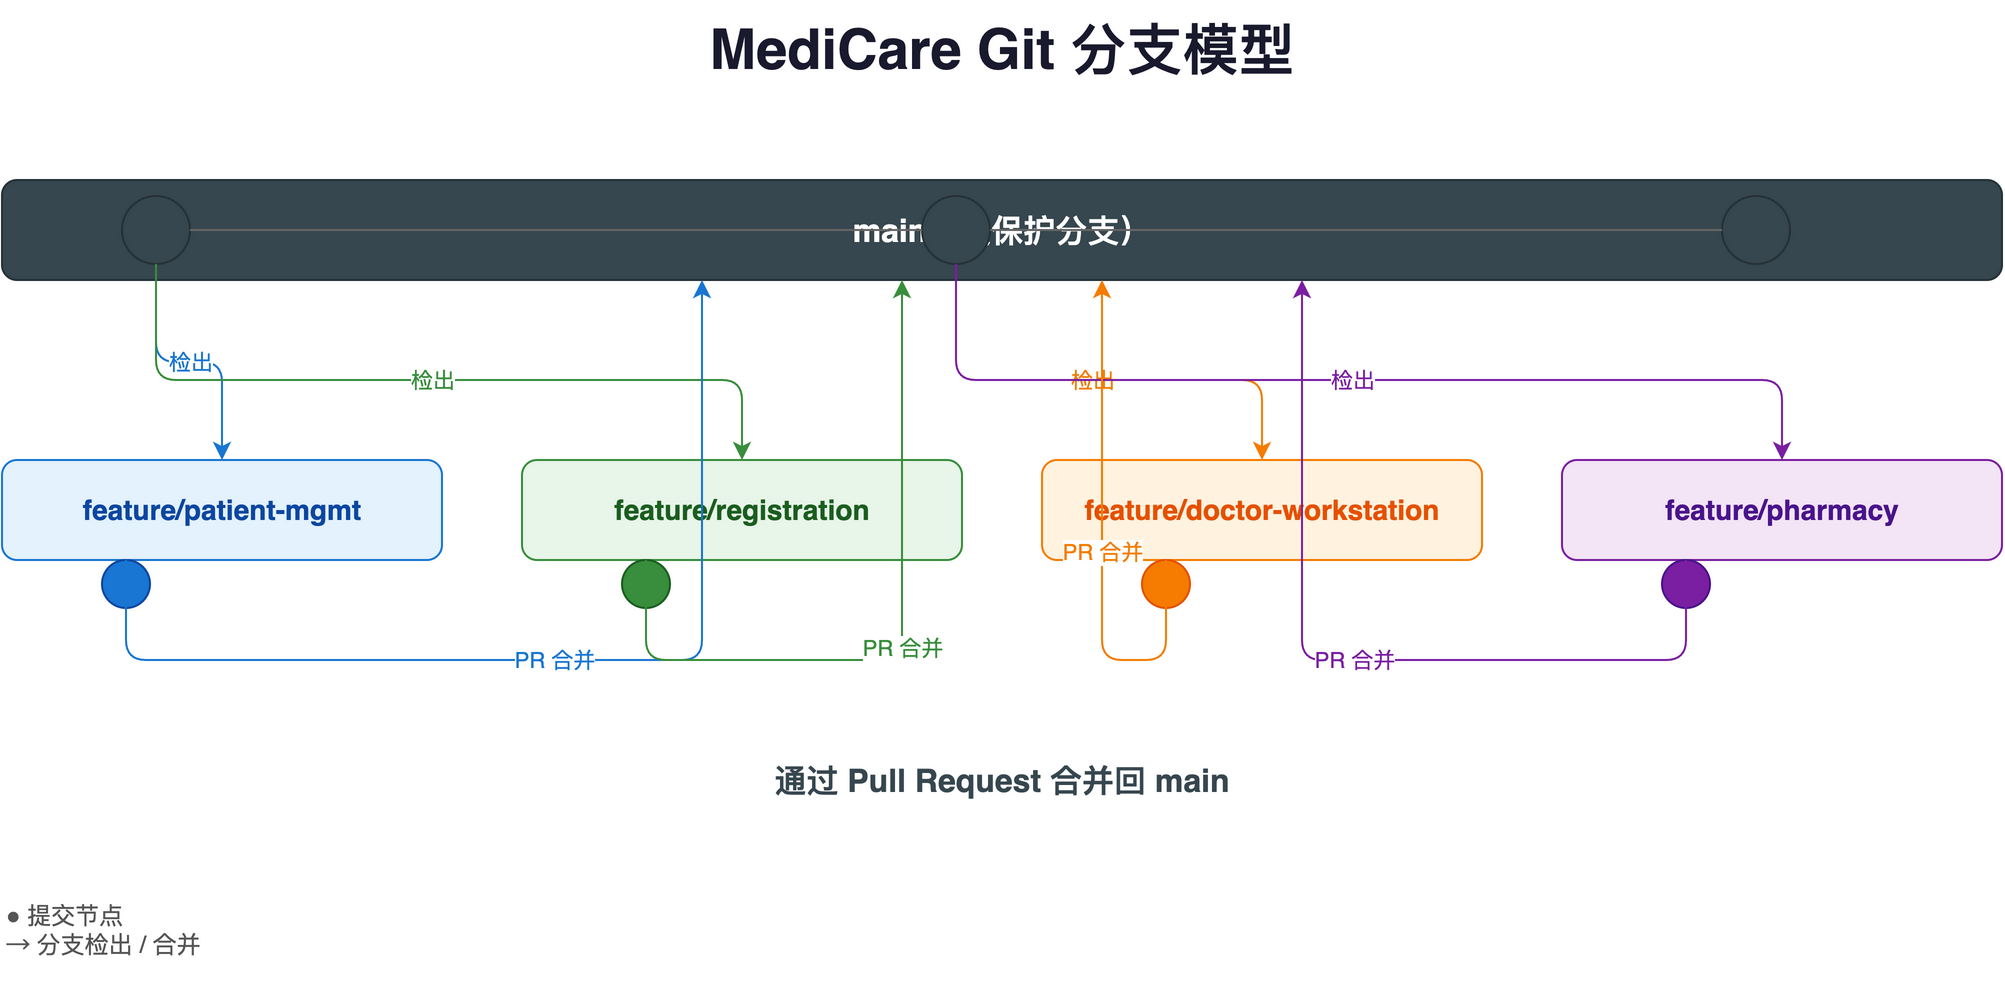 MediCare Git 分支模型
main 保护分支）
检出
检出
检出
检出
feature/patient-mgmt
feature/registration
feature/doctor-workstation
feature/pharmacy
PR 合并
PR 合并
PR 合并
PR 合并
通过 Pull Request 合并回 main
● 提交节点
→ 分支检出 / 合并